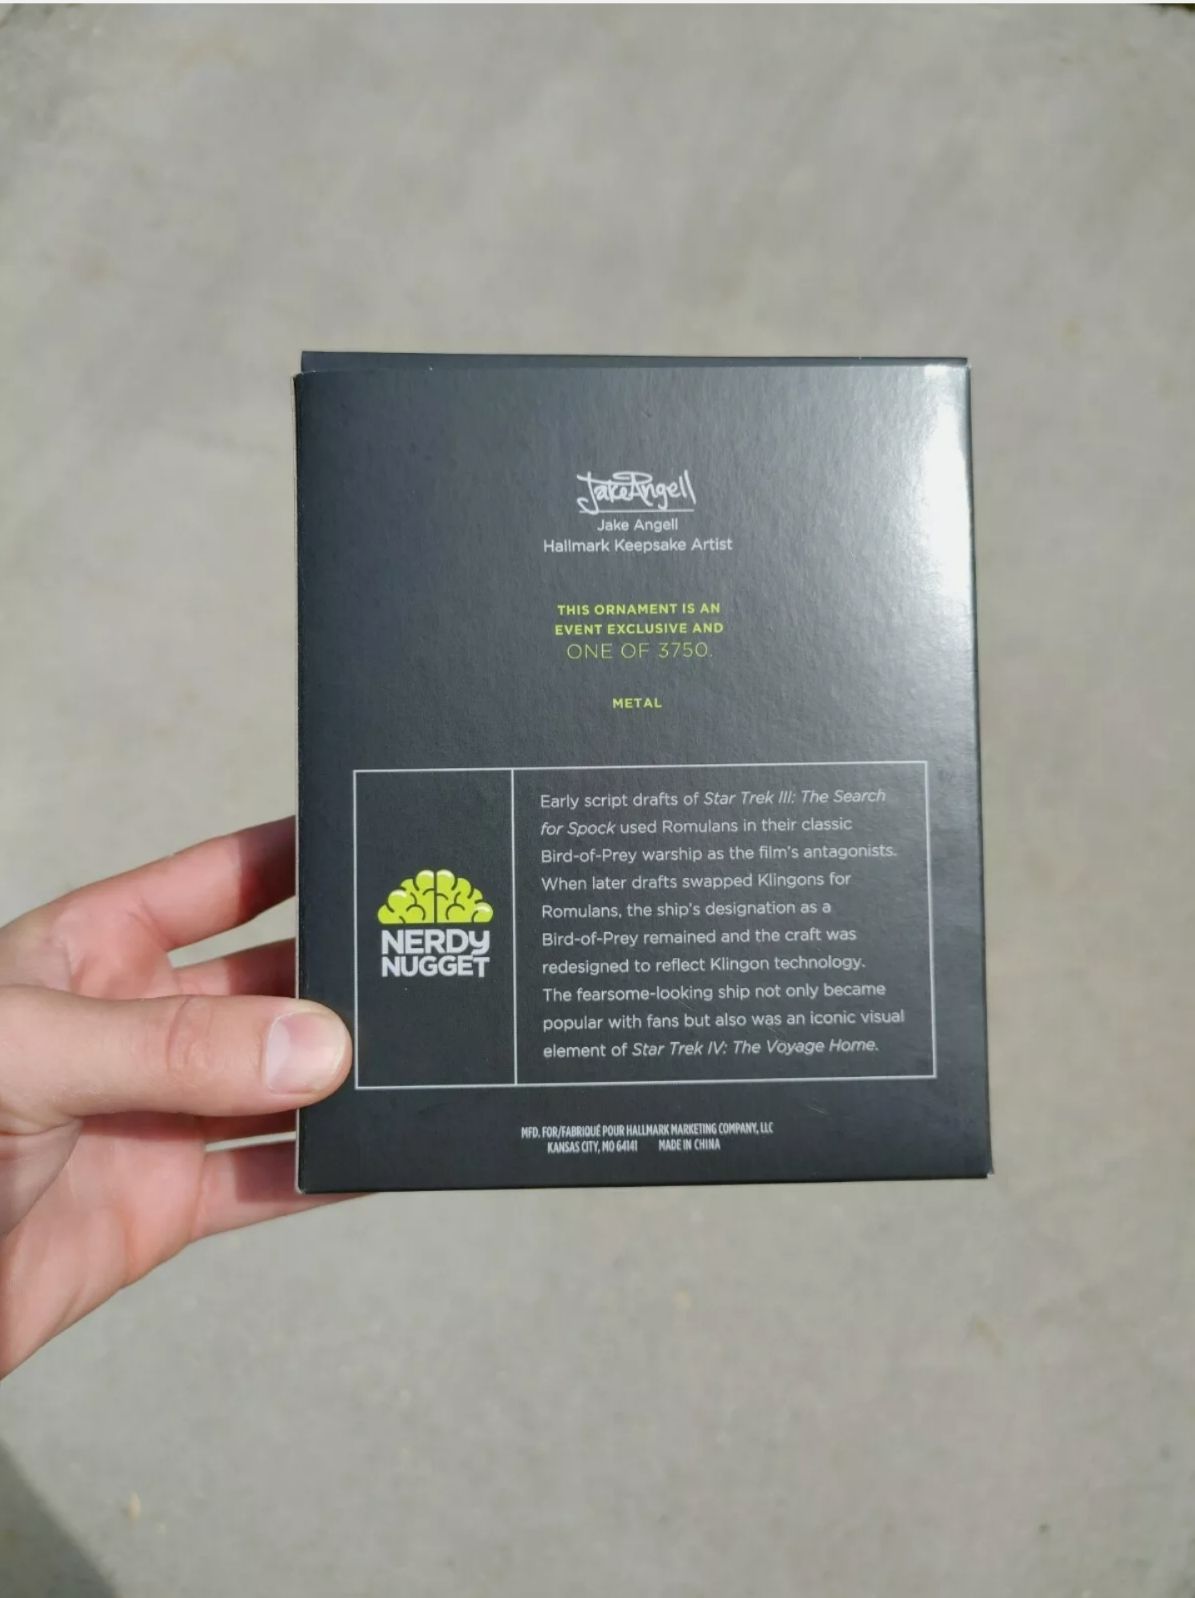 Jake Angell
Jake Angell
Hallmark Keepsake Artist
THIS ORNAMENT IS AN
EVENT EXCLUSIVE AND
ONE OF 3750.
METAL
NERDY
NUGGET
Early script drafts of Star Trek III: The Search
for Spock used Romulans in their classic
Bird-of-Prey warship as the film's antagonists.
When later drafts swapped Klingons for
Romulans, the ship's designation as a
Bird-of-Prey remained and the craft was
redesigned to reflect Klingon technology.
The fearsome-looking ship not only became
popular with fans but also was an iconic visual
element of Star Trek IV: The Voyage Home.
MFD. FOR/FABRIQUÉ POUR HALLMARK MARKETING COMPANY, LLC
KANSAS CITY, MO 64141 MADE IN CHINA